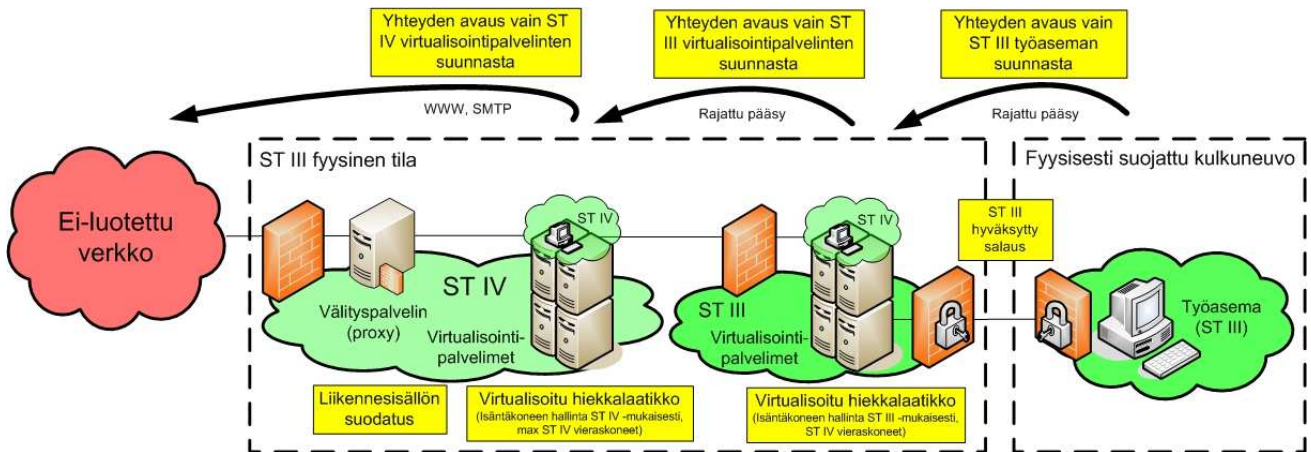 Yhteyden avaus vain ST
IV virtualisointipalvelinten
suunnasta
Yhteyden avaus vain ST
III virtualisointipalvelinten
suunnasta
Yhteyden avaus vain
ST III työaseman
suunnasta
WWW, SMTP
Rajattu pääsy
Rajattu pääsy
ST III fyysinen tila
Fyysisesti suojattu kulkuneuvo
Ei-luotettu
verkko
ST IV
ST IV
ST III
hyväksytty
salaus
ST IV
Välityspalvelin
(proxy)
Virtualisointi-
palvelimet
ST III
Virtualisointi-
palvelimet
Työasema
(ST III)
Liikennesisällön
suodatus
Virtualisoitu hiekkalaatikko
(Isäntäkoneen hallinta ST IV -mukaisesti,
max ST IV vieraskoneet)
Virtualisoitu hiekkalaatikko
(Isäntäkoneen hallinta ST III -mukaisesti,
ST IV vieraskoneet)